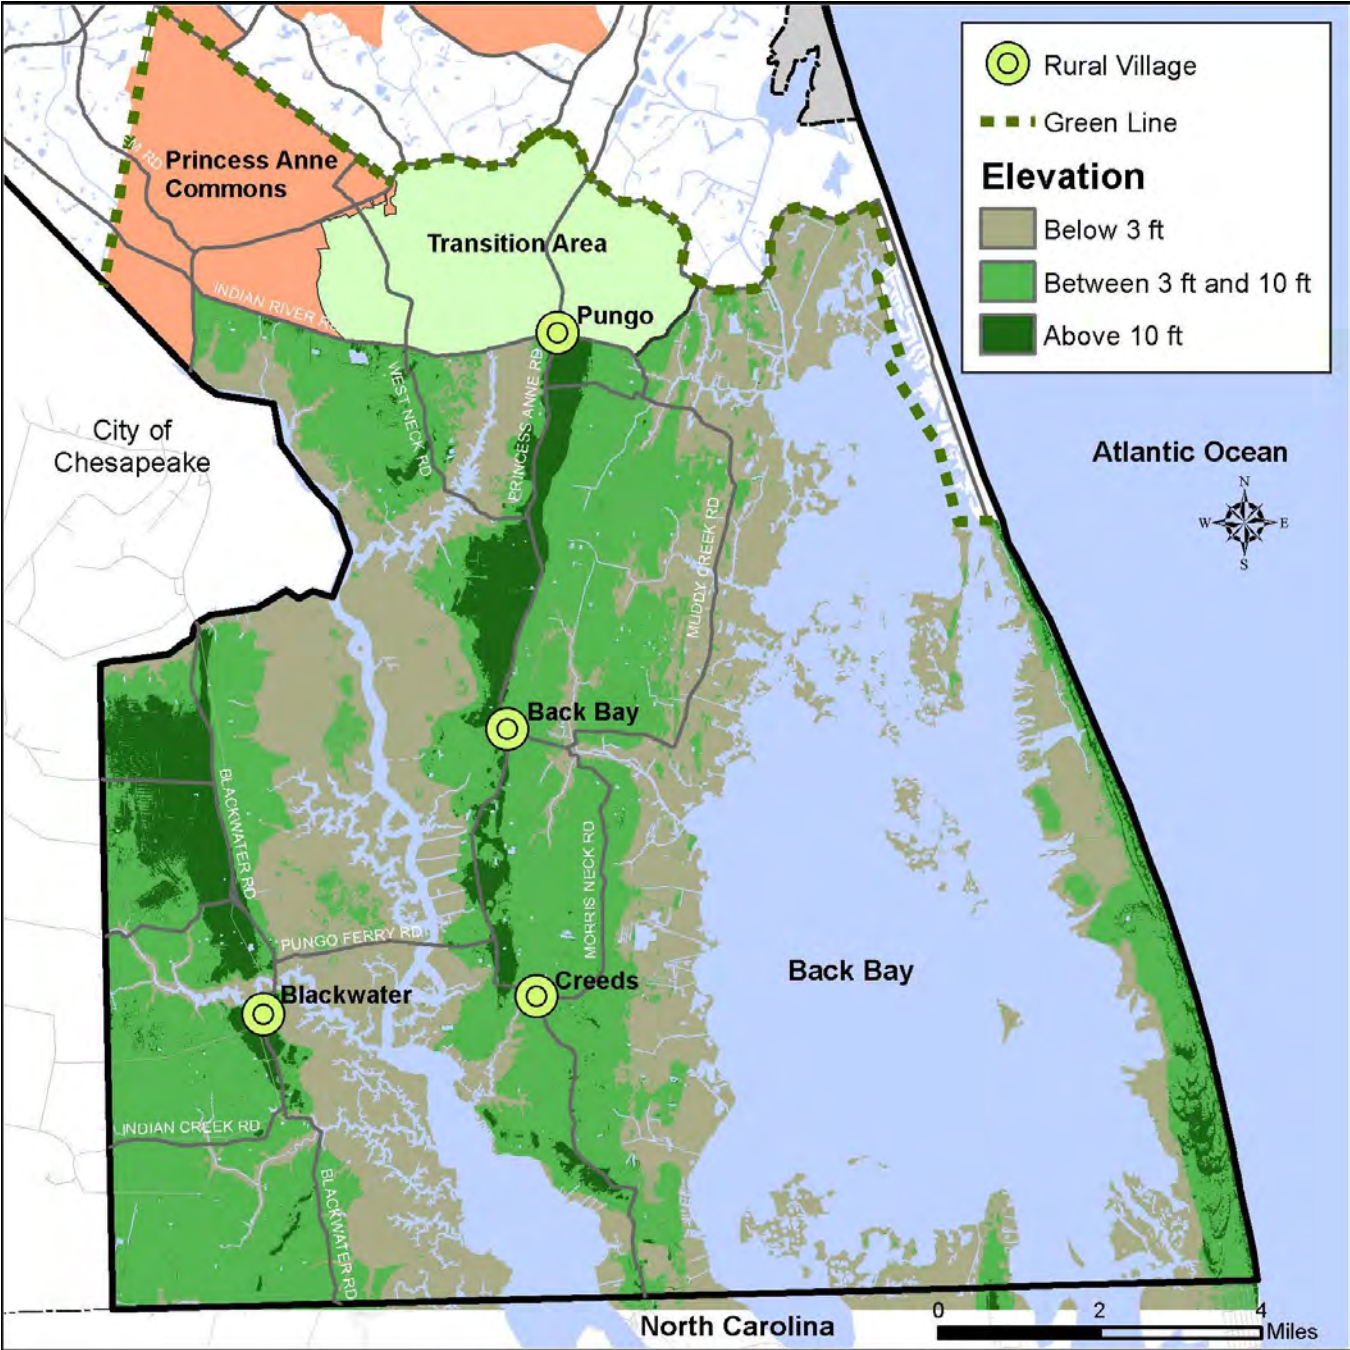 Rural Village
Green Line
Elevation
Below 3 ft
Between 3 ft and 10 ft
Above 10 ft
M RD
Princess Anne
Commons
Transition Area
INDIAN RIVER R
Pungo
WEST NECK RD
PRINCESS ANNE RD
City of
Chesapeake
Atlantic Ocean
N
W
E
S
MUDDY CREEK RD
Back Bay
BLACKWATER RD
MORRIS NECK RD
PUNGO FERRY RD
Back Bay
Creeds
Blackwater
INDIAN CREEK RD
BLACKWATER RD
North Carolina
0 2 4
Miles